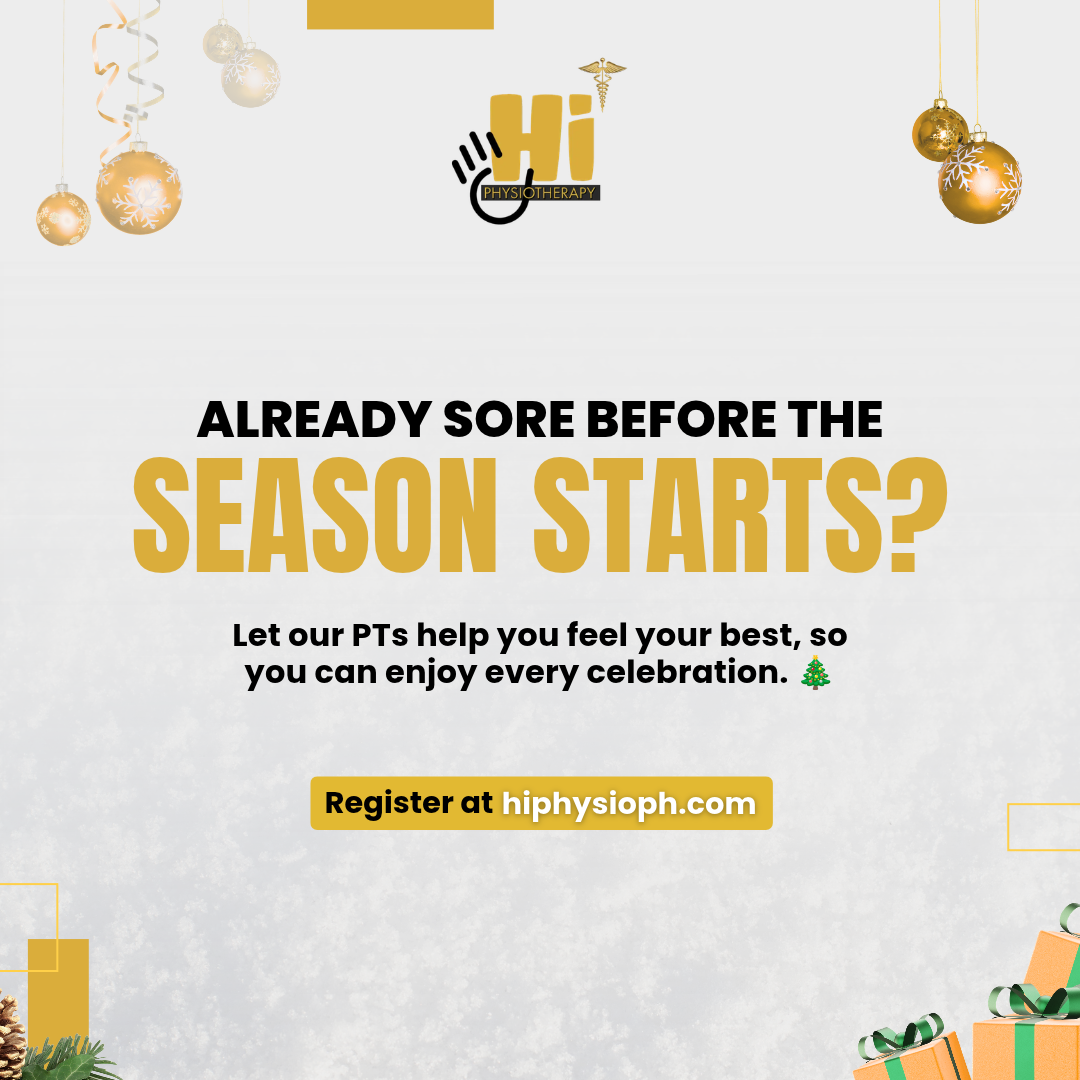 Hi
PHYSIOTHERAPY
ALREADY SORE BEFORE THE
SEASON STARTS?
Let our PTs help you feel your best, so
you can enjoy every celebration. 🎄
Register at hiphysioph.com